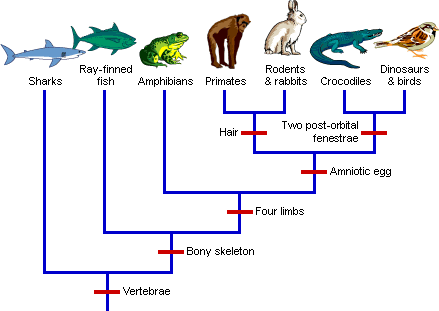 Sharks
Ray-finned
fish
Amphibians
Primates
Rodents
& rabbits
Crocodiles
Dinosaurs
& birds
Hair
Two post-orbital
fenestrae
Amniotic egg
Four limbs
Bony skeleton
Vertebrae